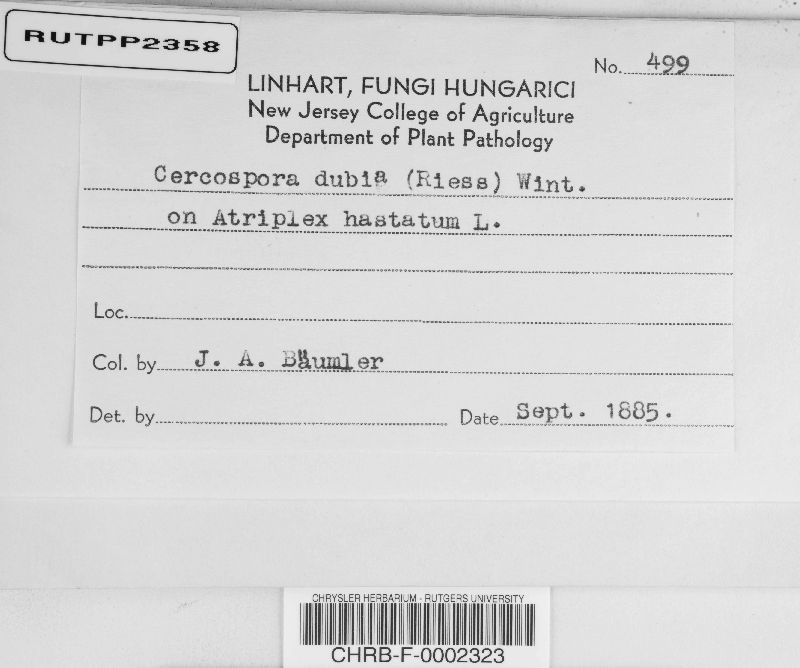 RUTPP2358
No. 499
LINHART, FUNGI HUNGARICI
New Jersey College of Agriculture
Department of Plant Pathology
Cercospora dubia (Riess) Wint.
on Atriplex hastatum L.
Loc.
Col. by J. A. Bäumler
Det. by Date Sept. 1885.
CHRYSLER HERBARIUM - RUTGERS UNIVERSITY
CHRB-F-0002323